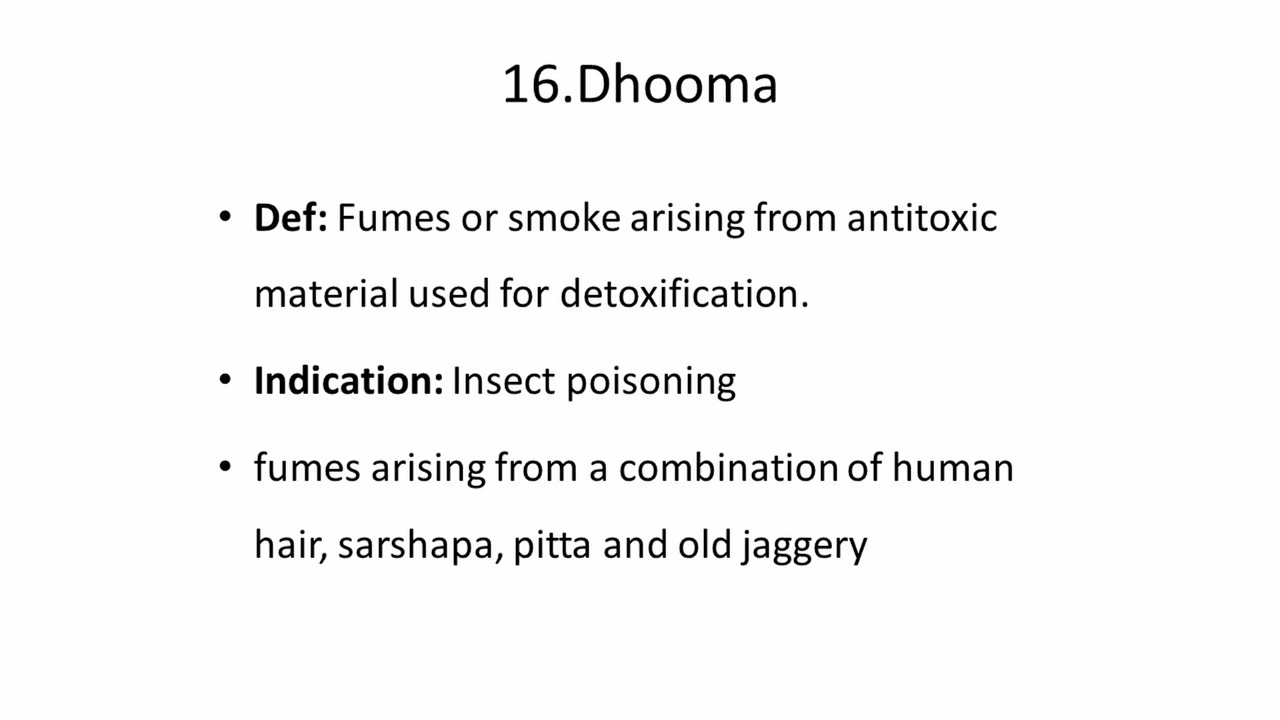 16.Dhooma
• Def: Fumes or smoke arising from antitoxic
material used for detoxification.
• Indication: Insect poisoning
• fumes arising from a combination of human
hair, sarshapa, pitta and old jaggery